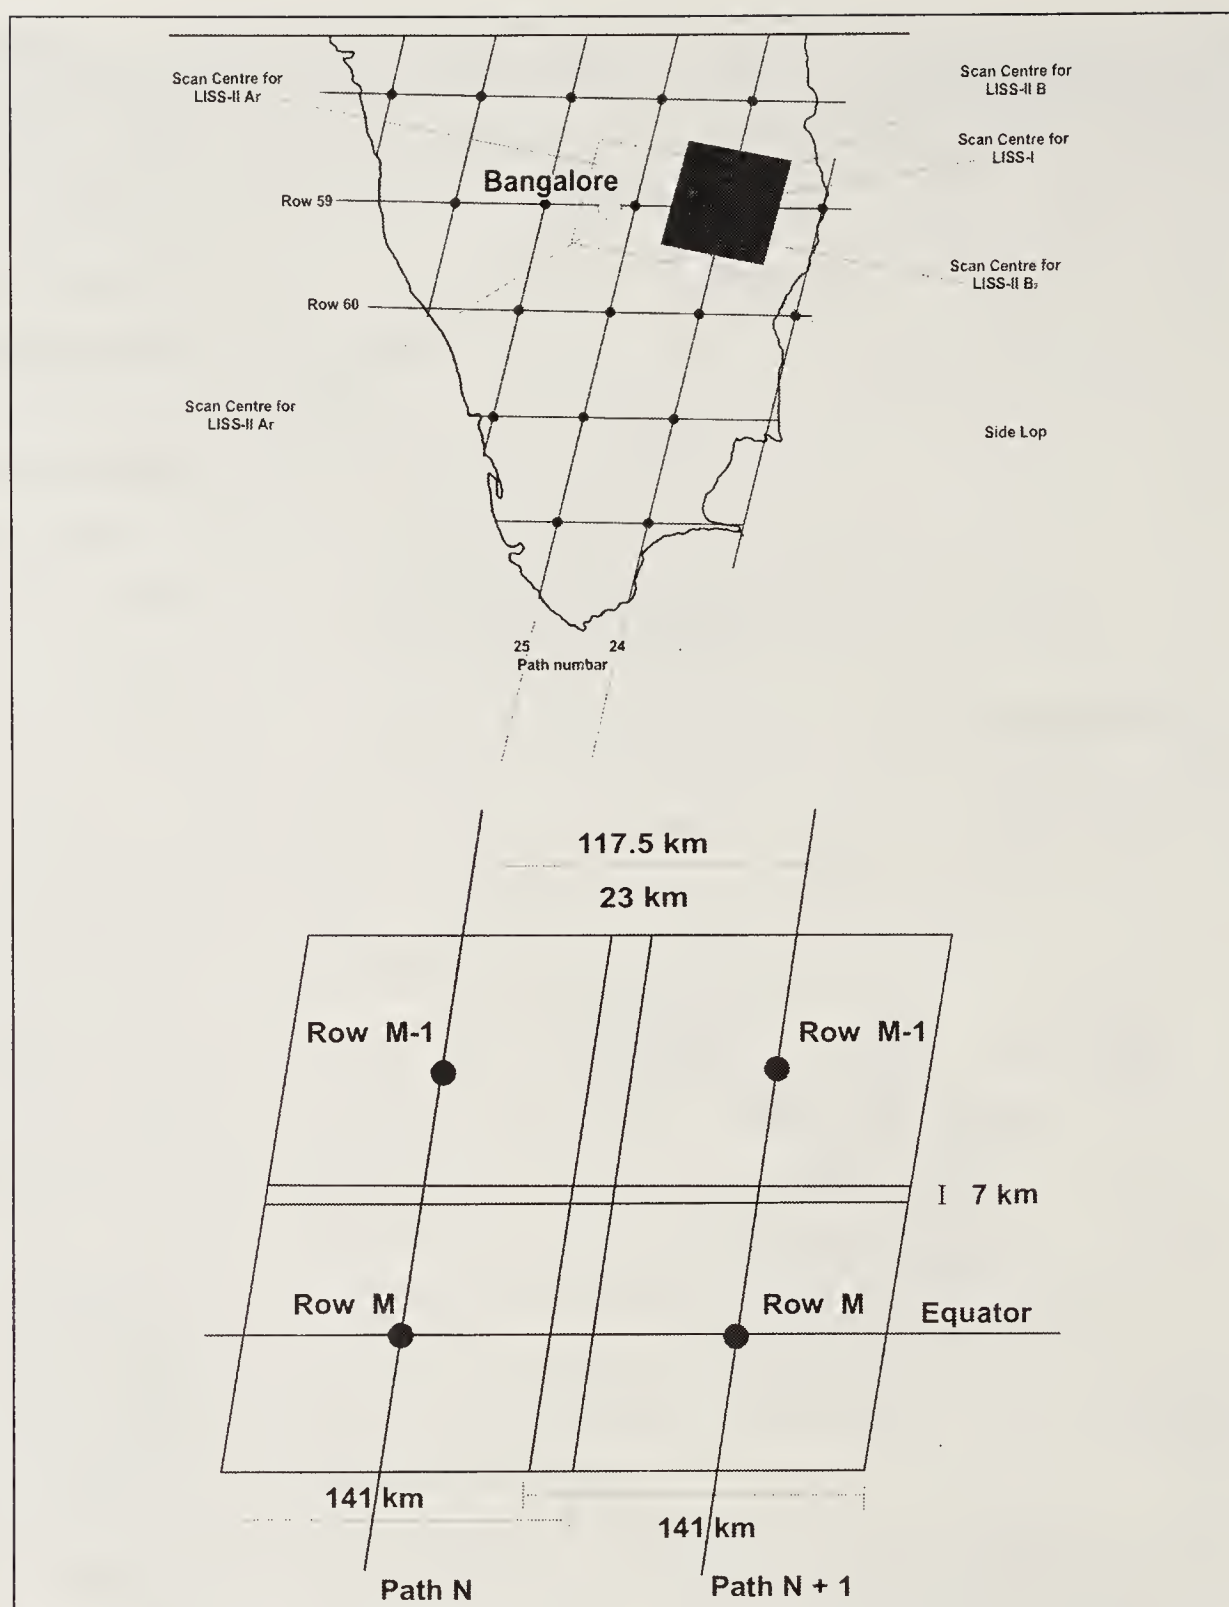 Scan Centre for
LISS-II Ar
Scan Centre for
LISS-II B
Scan Centre for
LISS-I
Bangalore
Row 59
Scan Centre for
LISS-II B₂
Row 60
Scan Centre for
LISS-II Ar
Side Lop
25 24
Path numbar
117.5 km
23 km
Row M-1 Row M-1
I 7 km
Row M Row M
Equator
141 km
141 km
Path N Path N + 1